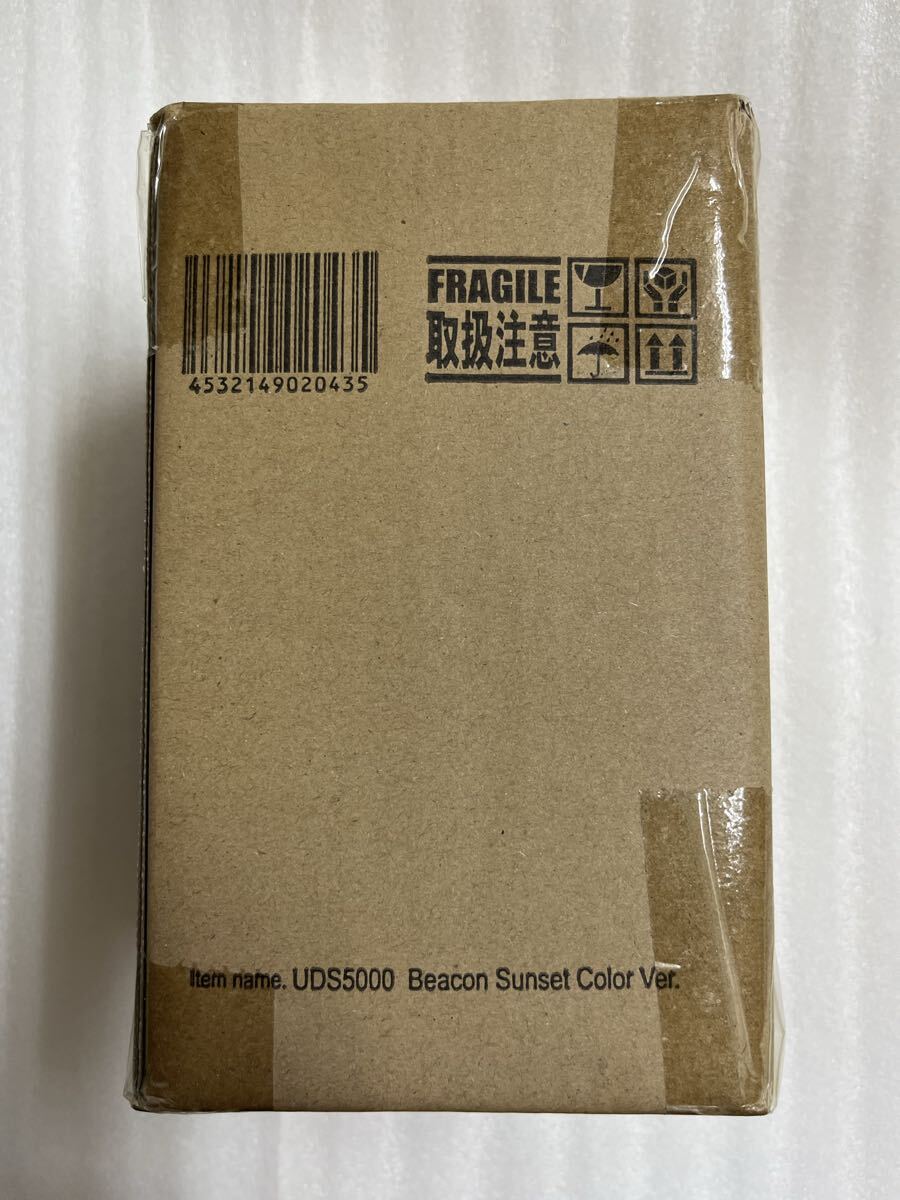 FRAGILE
取扱注意
4532149020435
Item name. UDS5000 Beacon Sunset Color Ver.